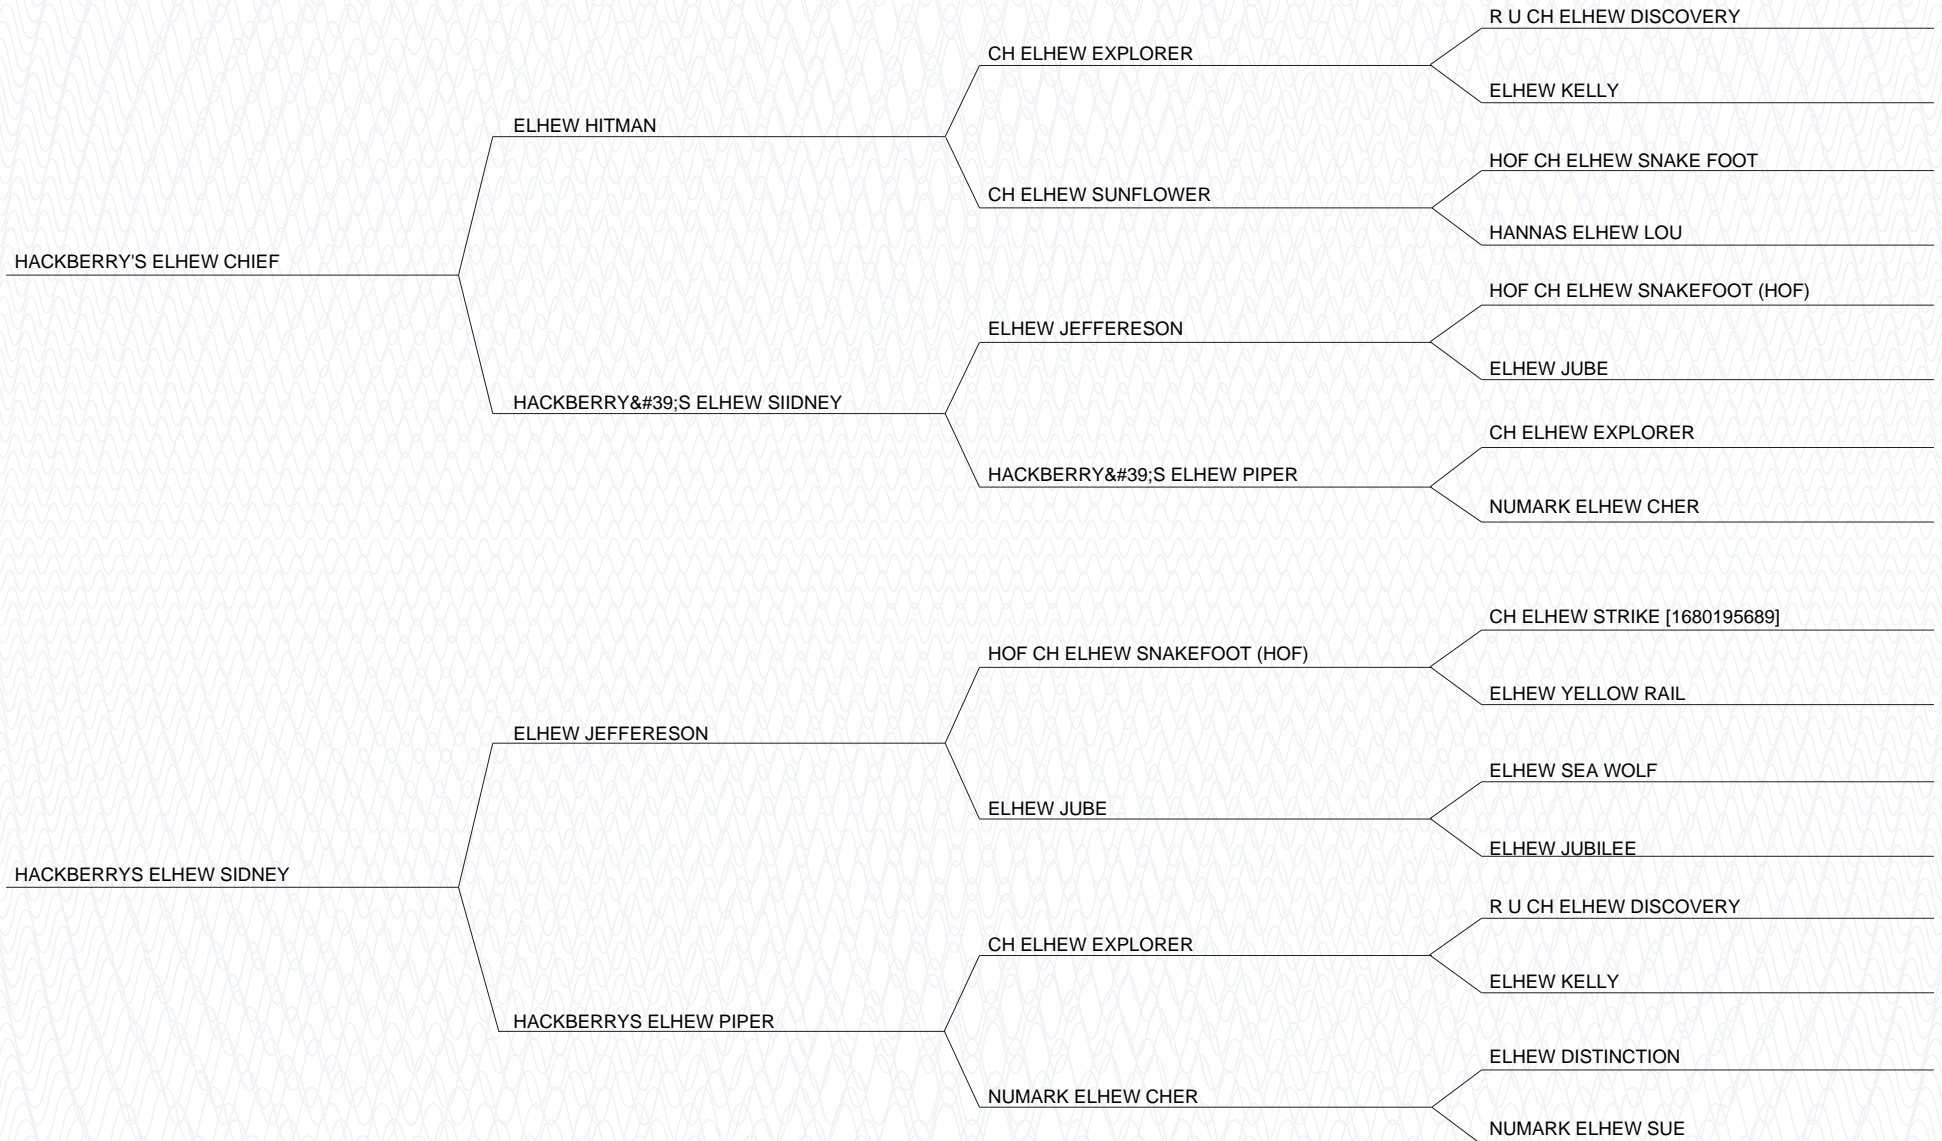 R U CH ELHEW DISCOVERY
CH ELHEW EXPLORER
ELHEW KELLY
ELHEW HITMAN
HOF CH ELHEW SNAKE FOOT
CH ELHEW SUNFLOWER
HANNAS ELHEW LOU
HACKBERRY'S ELHEW CHIEF
HOF CH ELHEW SNAKEFOOT (HOF)
ELHEW JEFFERESON
ELHEW JUBE
HACKBERRY&#39;S ELHEW SIIDNEY
CH ELHEW EXPLORER
HACKBERRY&#39;S ELHEW PIPER
NUMARK ELHEW CHER
CH ELHEW STRIKE [1680195689]
HOF CH ELHEW SNAKEFOOT (HOF)
ELHEW YELLOW RAIL
ELHEW JEFFERESON
ELHEW SEA WOLF
ELHEW JUBE
ELHEW JUBILEE
HACKBERRYS ELHEW SIDNEY
R U CH ELHEW DISCOVERY
CH ELHEW EXPLORER
ELHEW KELLY
HACKBERRYS ELHEW PIPER
ELHEW DISTINCTION
NUMARK ELHEW CHER
NUMARK ELHEW SUE